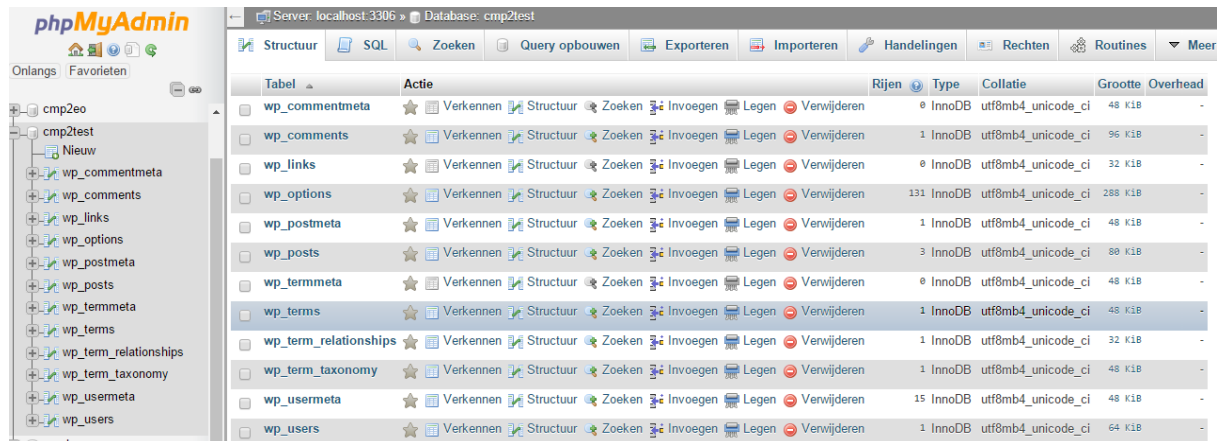 phpMyAdmin
Onlangs Favorieten
cmp2eo
cmp2test
Nieuw
wp_commentmeta
wp_comments
wp_links
wp_options
wp_postmeta
wp_posts
wp_termmeta
wp_terms
wp_term_relationships
wp_term_taxonomy
wp_usermeta
wp_users
Server: localhost:3306 » Database: cmp2test
Structuur SQL Zoeken Query opbouwen Exporteren Importeren Handelingen Rechten Routines Meer
Tabel Actie Rijen Type Collatie Grootte Overhead
wp_commentmeta Verkennen Structuur Zoeken Invoegen Legen Verwijderen 0 InnoDB utf8mb4_unicode_ci 48 KiB -
wp_comments Verkennen Structuur Zoeken Invoegen Legen Verwijderen 1 InnoDB utf8mb4_unicode_ci 96 KiB -
wp_links Verkennen Structuur Zoeken Invoegen Legen Verwijderen 0 InnoDB utf8mb4_unicode_ci 32 KiB -
wp_options Verkennen Structuur Zoeken Invoegen Legen Verwijderen 131 InnoDB utf8mb4_unicode_ci 288 KiB -
wp_postmeta Verkennen Structuur Zoeken Invoegen Legen Verwijderen 1 InnoDB utf8mb4_unicode_ci 48 KiB -
wp_posts Verkennen Structuur Zoeken Invoegen Legen Verwijderen 3 InnoDB utf8mb4_unicode_ci 80 KiB -
wp_termmeta Verkennen Structuur Zoeken Invoegen Legen Verwijderen 0 InnoDB utf8mb4_unicode_ci 48 KiB -
wp_terms Verkennen Structuur Zoeken Invoegen Legen Verwijderen 1 InnoDB utf8mb4_unicode_ci 48 KiB -
wp_term_relationships Verkennen Structuur Zoeken Invoegen Legen Verwijderen 1 InnoDB utf8mb4_unicode_ci 32 KiB -
wp_term_taxonomy Verkennen Structuur Zoeken Invoegen Legen Verwijderen 1 InnoDB utf8mb4_unicode_ci 48 KiB -
wp_usermeta Verkennen Structuur Zoeken Invoegen Legen Verwijderen 15 InnoDB utf8mb4_unicode_ci 48 KiB -
wp_users Verkennen Structuur Zoeken Invoegen Legen Verwijderen 1 InnoDB utf8mb4_unicode_ci 64 KiB -